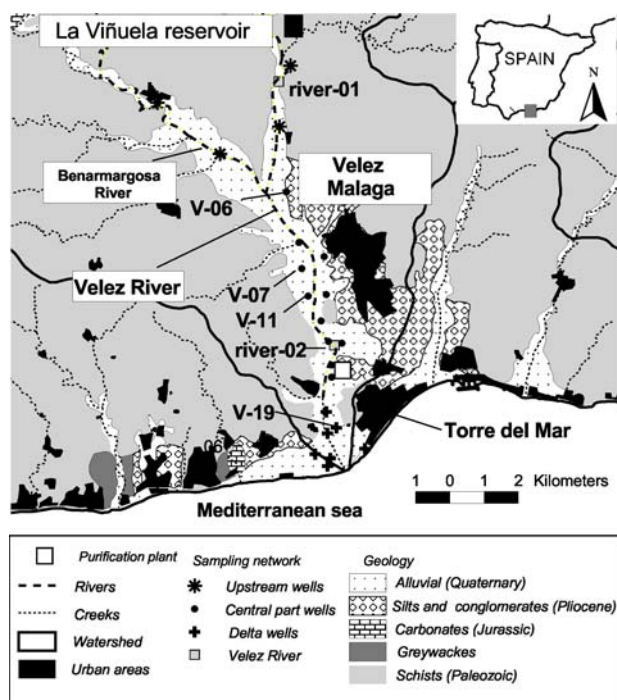 La Viñuela reservoir
SPAIN
N
river-01
Benarmargosa
River
Velez
Malaga
V-06
Velez River
V-07
V-11
river-02
V-19
Torre del Mar
06
1 0 1 2 Kilometers
Mediterranean sea
Purification plant
Rivers
Creeks
Watershed
Urban areas
Sampling network
Upstream wells
Central part wells
Delta wells
Velez River
Geology
Alluvial (Quaternary)
Silts and conglomerates (Pliocene)
Carbonates (Jurassic)
Greywackes
Schists (Paleozoic)